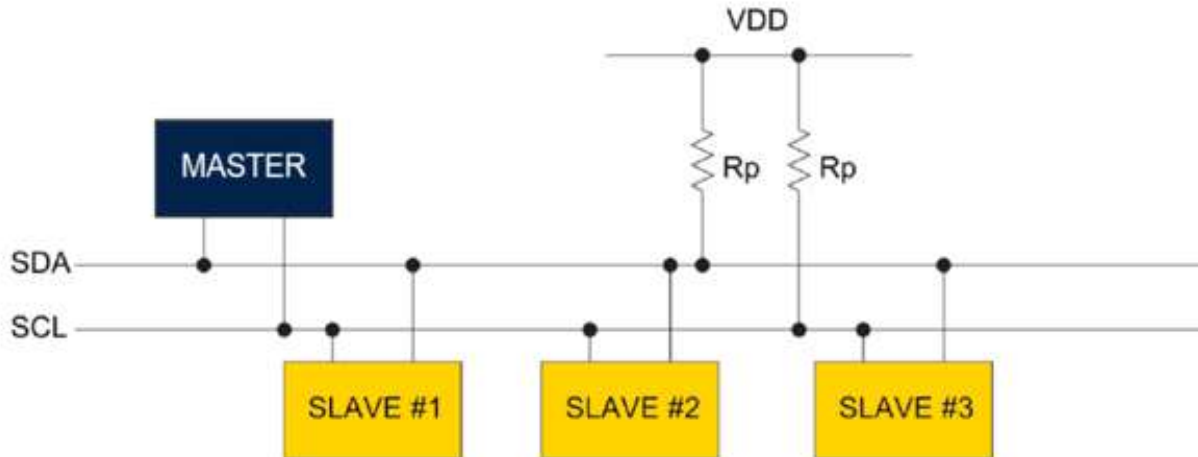 VDD
MASTER
Rp
Rp
SDA
SCL
SLAVE #1
SLAVE #2
SLAVE #3